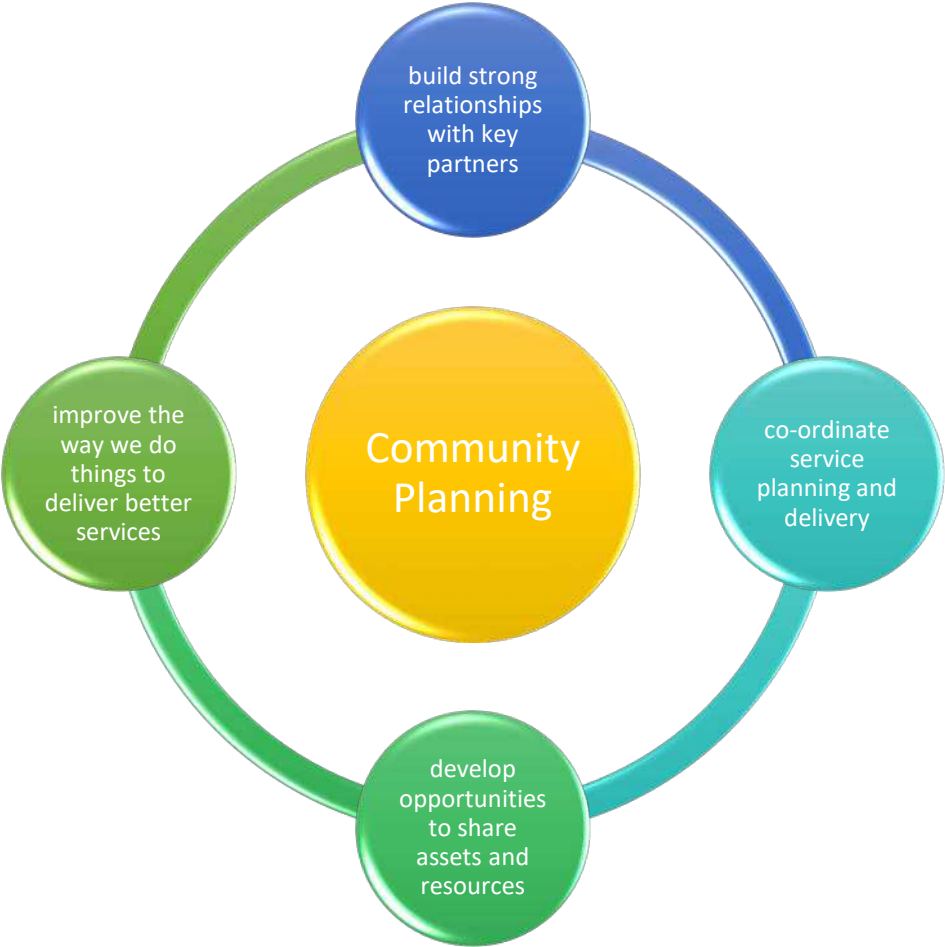 build strong
relationships
with key
partners
Community
Planning
co-ordinate
service
planning and
delivery
develop
opportunities
to share
assets and
resources
improve the
way we do
things to
deliver better
services